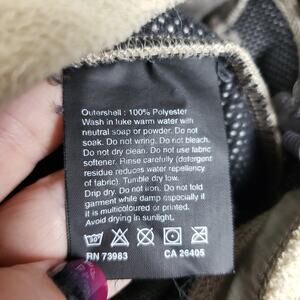 Outershell : 100% Polyester
Wash in luke warm water with
neutral soap or powder. Do not
soak. Do not wring. Do not bleach.
Do not dry clean. Do not use fabric
softener. Rinse carefully (detergent
residue reduces water repellency
of fabric). Tumble dry low.
Drip dry. Do not iron. Do not fold
garment while damp especially if
it is multicoloured or printed.
Avoid drying in sunlight.
RN 73983 CA 26405